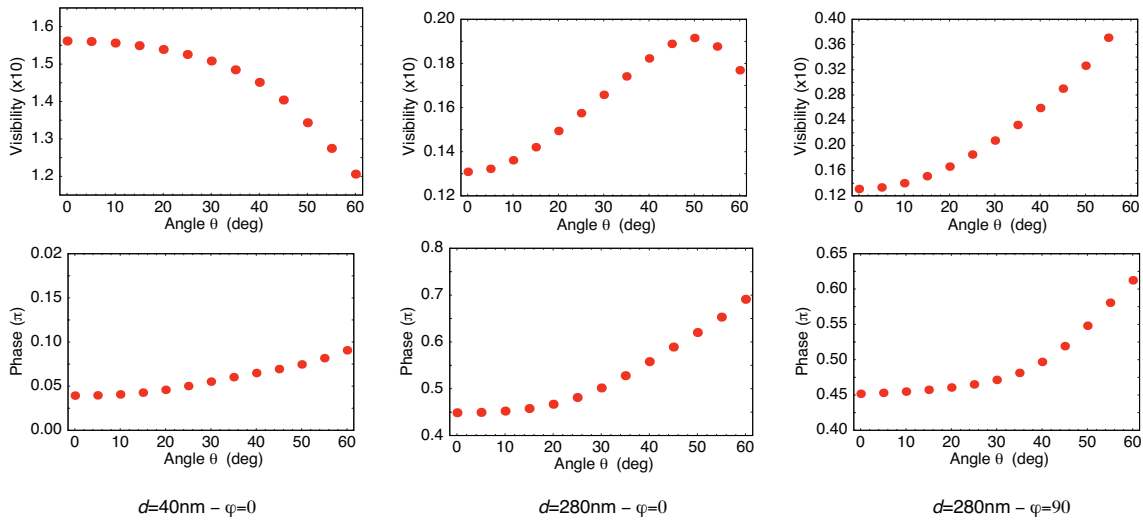 1.6
1.5
1.4
1.3
1.2
Visibility (x10)
0 10 20 30 40 50 60
Angle θ (deg)
0.20
0.18
0.16
0.14
0.12
Visibility (x10)
0 10 20 30 40 50 60
Angle θ (deg)
0.40
0.36
0.32
0.28
0.24
0.20
0.16
0.12
Visibility (x10)
0 10 20 30 40 50 60
Angle θ (deg)
0.02
0.15
0.10
0.05
0.00
Phase (π)
0 10 20 30 40 50 60
Angle θ (deg)
0.8
0.7
0.6
0.5
0.4
Phase (π)
0 10 20 30 40 50 60
Angle θ (deg)
0.65
0.60
0.55
0.50
0.45
0.40
Phase (π)
0 10 20 30 40 50 60
Angle θ (deg)
d=40nm – φ=0
d=280nm – φ=0
d=280nm – φ=90